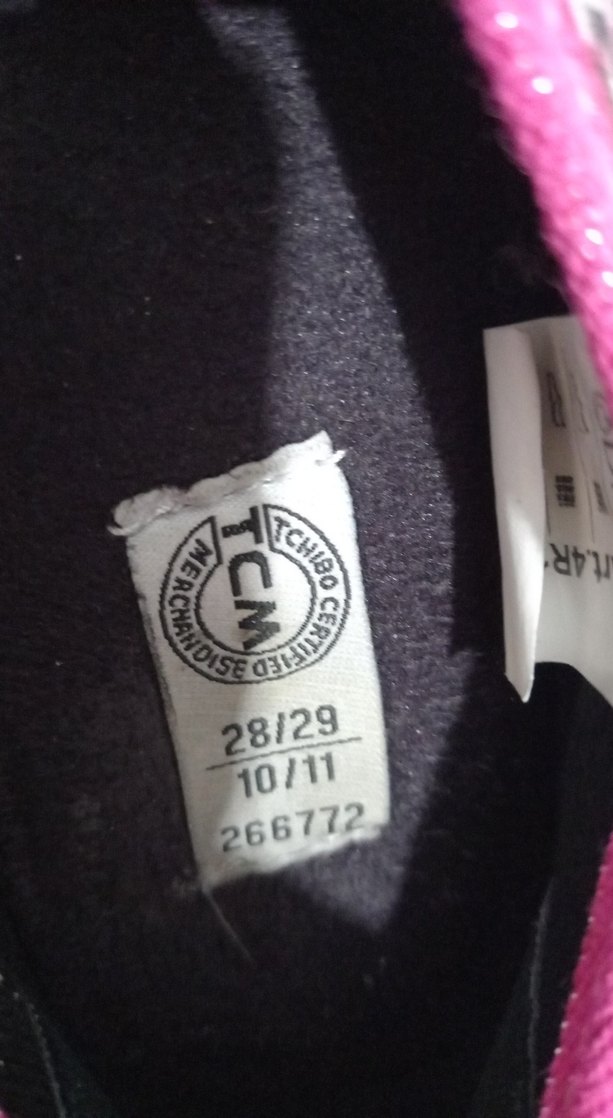 TCM
TCHIBO CERTIFIED MERCHANDISE
28/29
10/11
266772